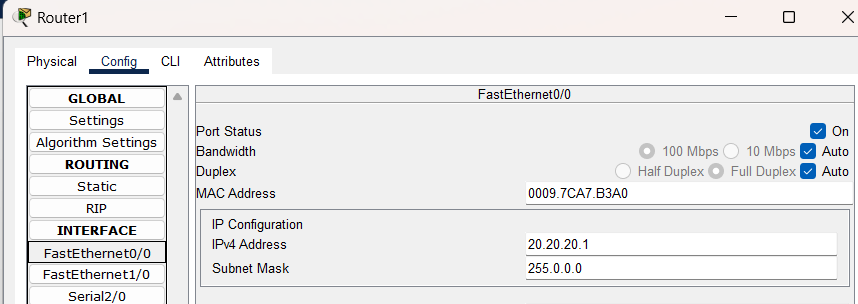 Router1
Physical Config CLI Attributes
GLOBAL
Settings
Algorithm Settings
ROUTING
Static
RIP
INTERFACE
FastEthernet0/0
FastEthernet1/0
Serial2/0
FastEthernet0/0
Port Status On
Bandwidth 100 Mbps 10 Mbps Auto
Duplex Half Duplex Full Duplex Auto
MAC Address 0009.7CA7.B3A0
IP Configuration
IPv4 Address 20.20.20.1
Subnet Mask 255.0.0.0